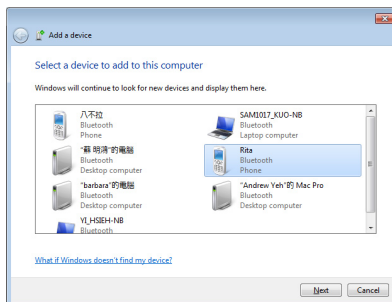 Add a device
Select a device to add to this computer
Windows will continue to look for new devices and display them here.
八不拉
Bluetooth
Phone
SAM1017_KUO-NB
Bluetooth
Laptop computer
"蘇 明鴻"的電腦
Bluetooth
Desktop computer
Rita
Bluetooth
Phone
"barbara"的電腦
Bluetooth
Desktop computer
"Andrew Yeh"的 Mac Pro
Bluetooth
Desktop computer
YI_HSIEH-NB
Bluetooth
What if Windows doesn't find my device?
Next
Cancel